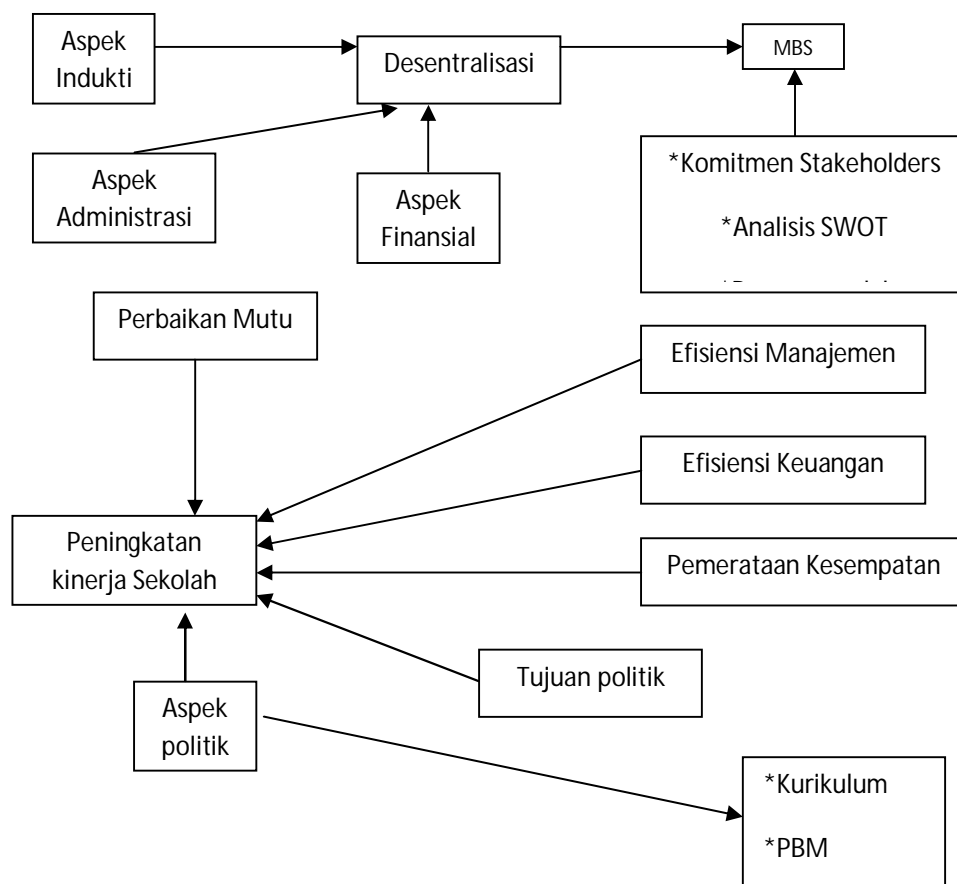 Aspek
Indukti
Desentralisasi
MBS
Aspek
Administrasi
Aspek
Finansial
*Komitmen Stakeholders
*Analisis SWOT
Perbaikan Mutu
Efisiensi Manajemen
Efisiensi Keuangan
Peningkatan
kinerja Sekolah
Pemerataan Kesempatan
Tujuan politik
Aspek
politik
*Kurikulum
*PBM